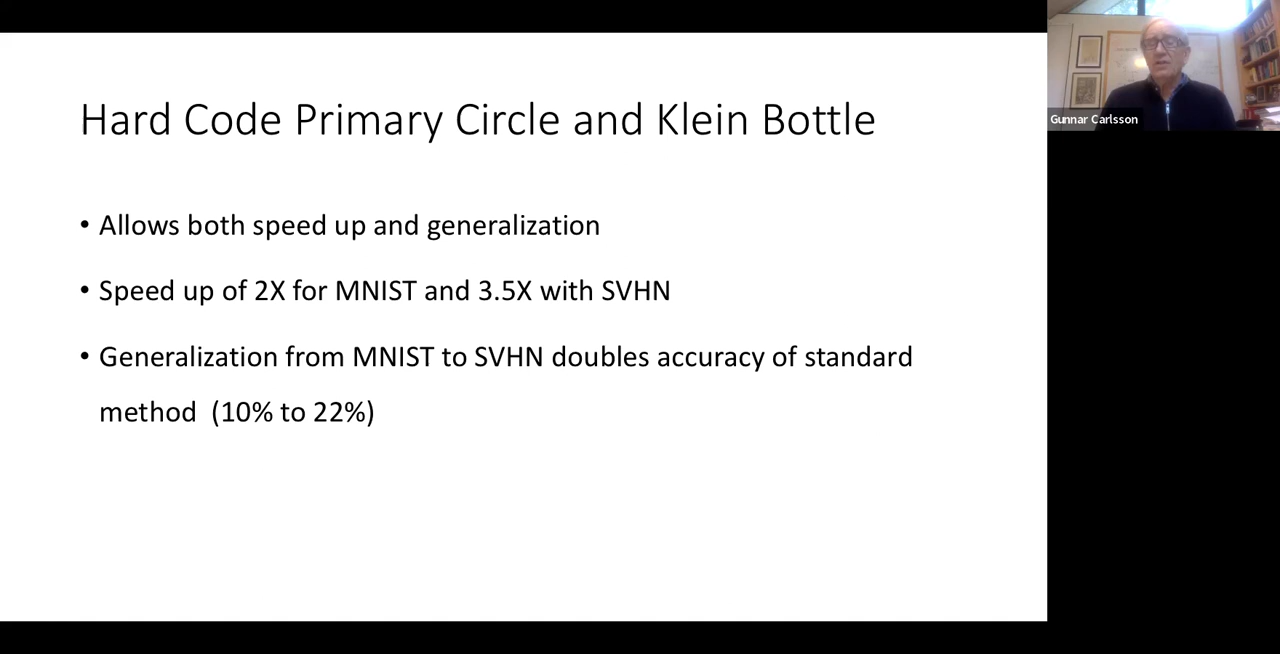 Hard Code Primary Circle and Klein Bottle
• Allows both speed up and generalization
• Speed up of 2X for MNIST and 3.5X with SVHN
• Generalization from MNIST to SVHN doubles accuracy of standard
method (10% to 22%)
Gunnar Carlsson